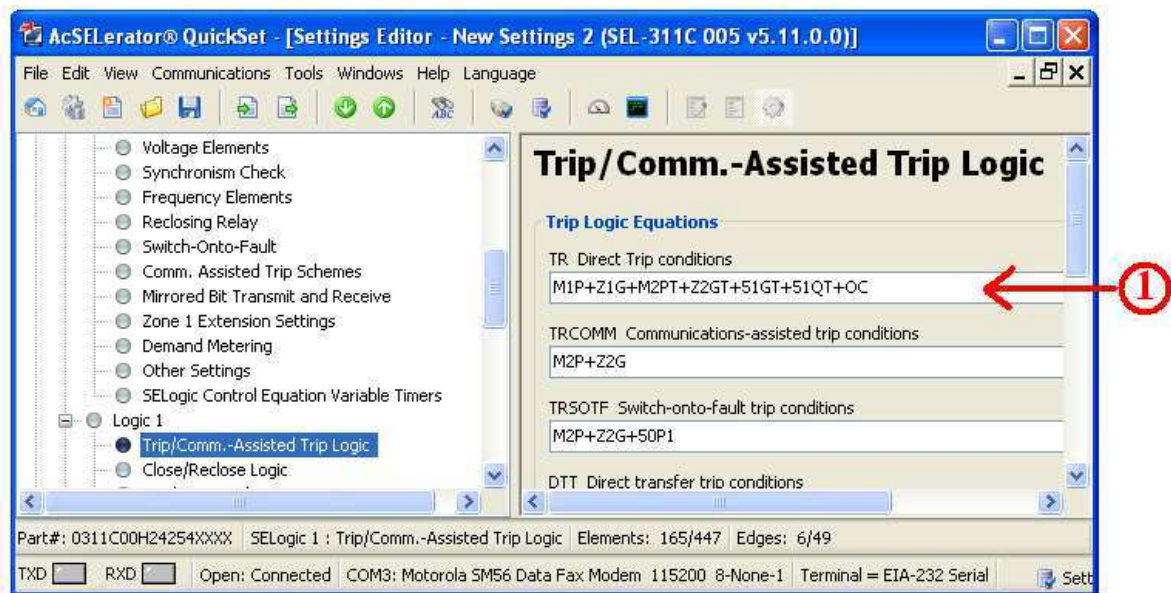 AcSELerator® QuickSet - [Settings Editor - New Settings 2 (SEL-311C 005 v5.11.0.0)]
File Edit View Communications Tools Windows Help Language
ABC
Voltage Elements
Synchronism Check
Frequency Elements
Reclosing Relay
Switch-Onto-Fault
Comm. Assisted Trip Schemes
Mirrored Bit Transmit and Receive
Zone 1 Extension Settings
Demand Metering
Other Settings
SELogic Control Equation Variable Timers
Logic 1
Trip/Comm.-Assisted Trip Logic
Close/Reclose Logic
Trip/Comm.-Assisted Trip Logic
Trip Logic Equations
TR Direct Trip conditions
M1P+Z1G+M2PT+Z2GT+51GT+51QT+OC
1
TRCOMM Communications-assisted trip conditions
M2P+Z2G
TRSOTF Switch-onto-fault trip conditions
M2P+Z2G+50P1
DTT Direct transfer trip conditions
Part#: 0311C00H24254XXXX SELogic 1 : Trip/Comm.-Assisted Trip Logic Elements: 165/447 Edges: 6/49
TXD RXD Open: Connected COM3: Motorola SM56 Data Fax Modem 115200 8-None-1 Terminal = EIA-232 Serial Sett